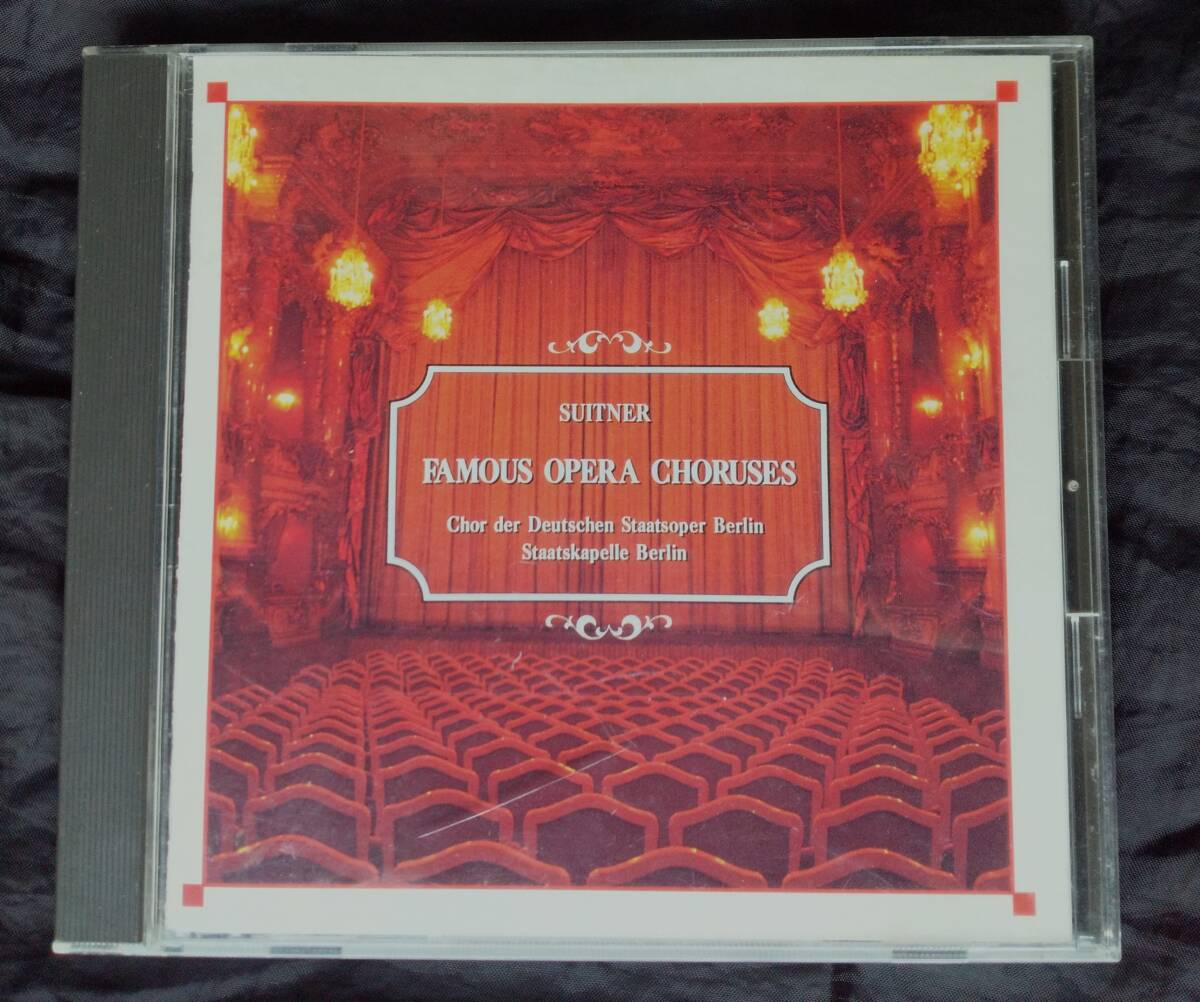 SUITNER
FAMOUS OPERA CHORUSES
Chor der Deutschen Staatsoper Berlin
Staatskapelle Berlin